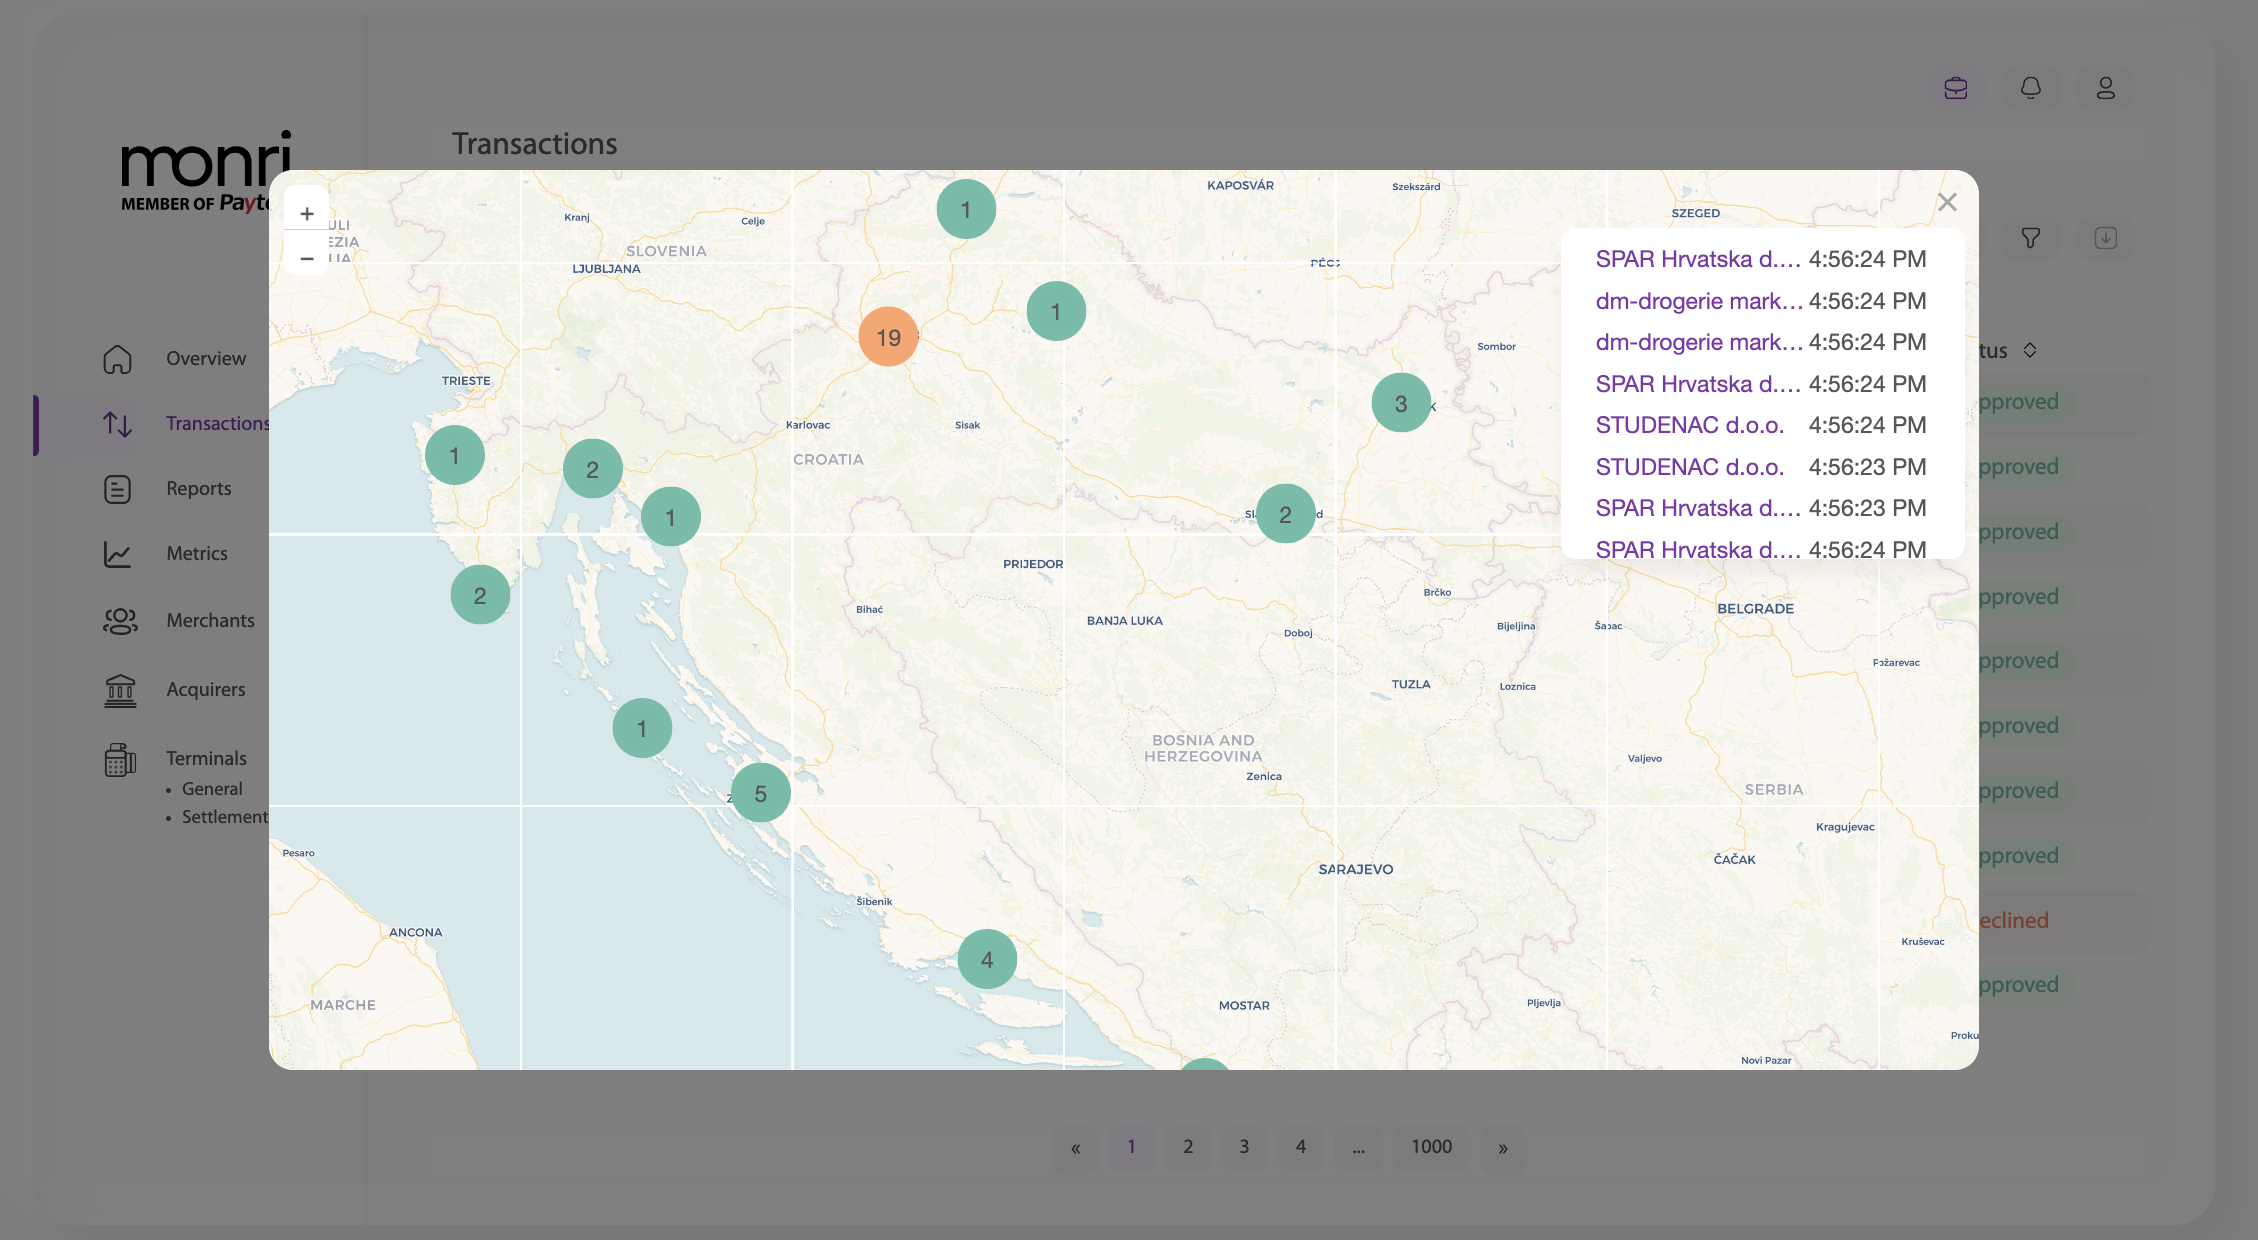 monri
MEMBER OF Payte
Transactions
Overview
Transactions
Reports
Metrics
Merchants
Acquirers
Terminals
• General
• Settlement
+
−
ULI
EZIA
LIA
Kranj
Celje
SLOVENIA
LJUBLJANA
TRIESTE
KAPOSVÁR
Szekszárd
SZEGED
PÉCS
Sombor
Karlovac
Sisak
CROATIA
1
19
1
3
1
2
1
2
2
1
5
4
PRIJEDOR
Bihać
BANJA LUKA
Doboj
Brčko
Bijeljina
Šabac
BELGRADE
Požarevac
TUZLA
Loznica
BOSNIA AND
HERZEGOVINA
Zenica
Valjevo
SERBIA
Kragujevac
ČAČAK
SARAJEVO
Šibenik
Pesaro
ANCONA
MARCHE
MOSTAR
Pljevlja
Kruševac
Novi Pazar
Proku
SPAR Hrvatska d.... 4:56:24 PM
dm-drogerie mark... 4:56:24 PM
dm-drogerie mark... 4:56:24 PM
SPAR Hrvatska d.... 4:56:24 PM
STUDENAC d.o.o. 4:56:24 PM
STUDENAC d.o.o. 4:56:23 PM
SPAR Hrvatska d.... 4:56:23 PM
SPAR Hrvatska d.... 4:56:24 PM
tus
pproved
pproved
pproved
pproved
pproved
pproved
pproved
pproved
eclined
pproved
« 1 2 3 4 ... 1000 »